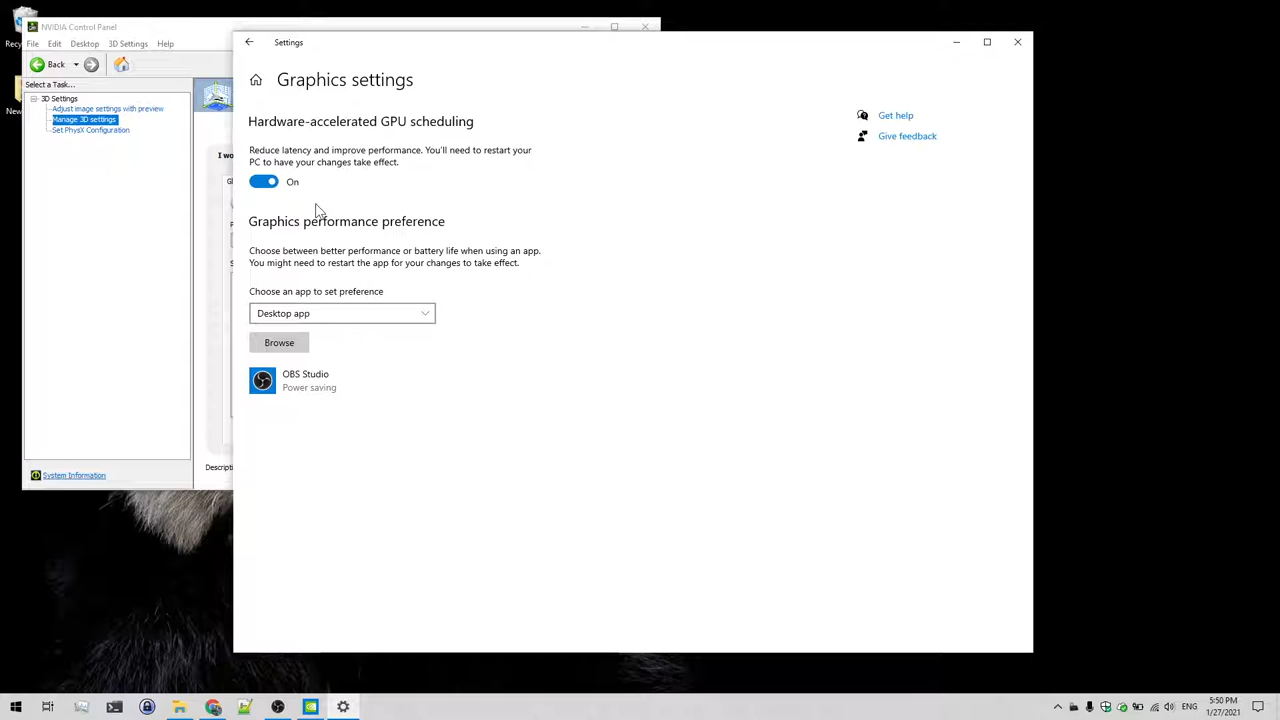 NVIDIA Control Panel
File Edit Desktop 3D Settings Help
Back
Select a Task...
3D Settings
Adjust image settings with preview
Manage 3D settings
Set PhysX Configuration
I wo
System Information
Descripti
Settings
Graphics settings
Hardware-accelerated GPU scheduling
Reduce latency and improve performance. You'll need to restart your
PC to have your changes take effect.
On
Graphics performance preference
Choose between better performance or battery life when using an app.
You might need to restart the app for your changes to take effect.
Choose an app to set preference
Desktop app
Browse
OBS Studio
Power saving
Get help
Give feedback
ENG
5:50 PM
1/27/2021